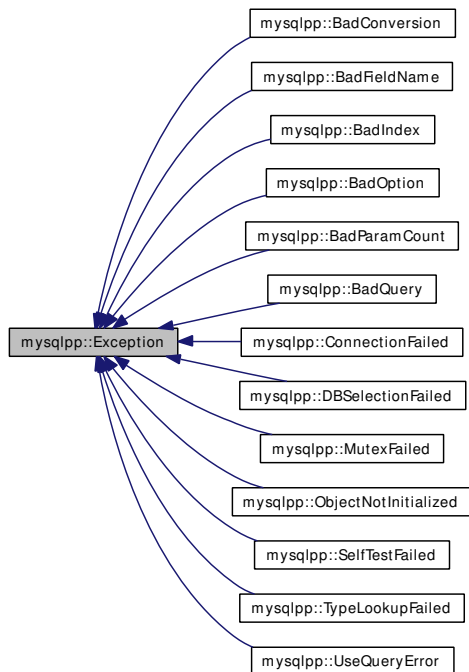 mysqlpp::BadConversion
mysqlpp::BadFieldName
mysqlpp::BadIndex
mysqlpp::BadOption
mysqlpp::BadParamCount
mysqlpp::BadQuery
mysqlpp::Exception
mysqlpp::ConnectionFailed
mysqlpp::DBSelectionFailed
mysqlpp::MutexFailed
mysqlpp::ObjectNotInitialized
mysqlpp::SelfTestFailed
mysqlpp::TypeLookupFailed
mysqlpp::UseQueryError